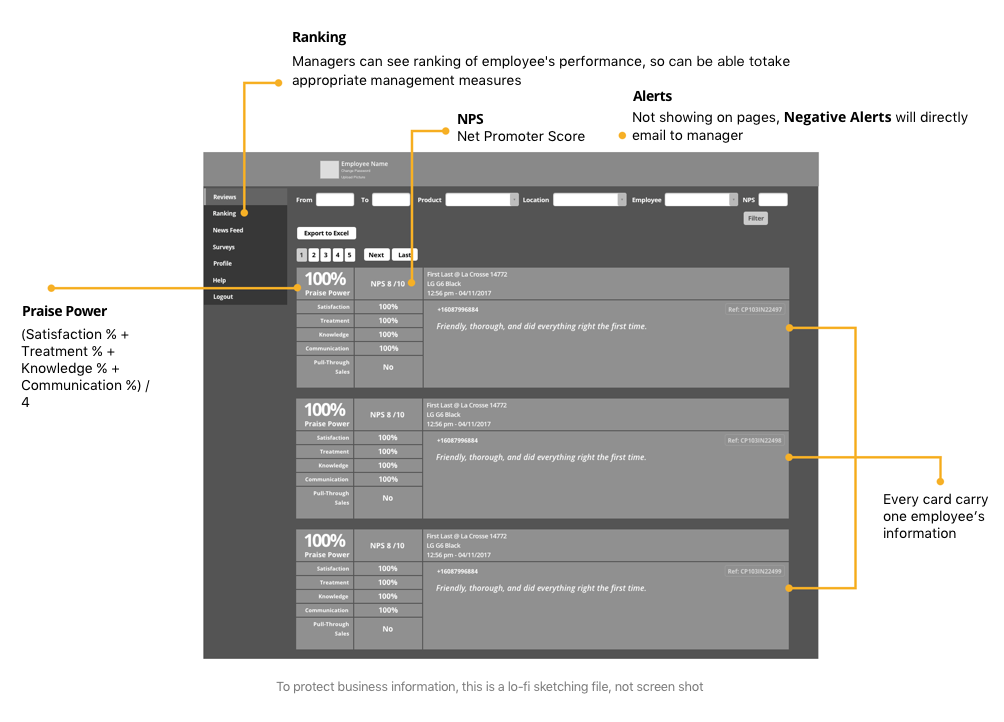 Ranking
Managers can see ranking of employee's performance, so can be able totake
appropriate management measures
Alerts
Not showing on pages, Negative Alerts will directly
email to manager
NPS
Net Promoter Score
Employee Name
Change Password
Upload Picture
Reviews
Ranking
News Feed
Surveys
Profile
Help
Logout
From To Product Location Employee NPS
Filter
Export to Excel
1 2 3 4 5 Next Last
Praise Power
(Satisfaction % +
Treatment % +
Knowledge % +
Communication %) /
4
100%
Praise Power
NPS 8 /10
First Last @ La Crosse 14772
LG G6 Black
12:56 pm - 04/11/2017
Satisfaction 100%
Treatment 100%
Knowledge 100%
Communication 100%
Pull-Through
Sales
No
+16087996884
Ref: CP103IN22497
Friendly, thorough, and did everything right the first time.
100%
Praise Power
NPS 8 /10
First Last @ La Crosse 14772
LG G6 Black
12:56 pm - 04/11/2017
Satisfaction 100%
Treatment 100%
Knowledge 100%
Communication 100%
Pull-Through
Sales
No
+16087996884
Ref: CP103IN22498
Friendly, thorough, and did everything right the first time.
100%
Praise Power
NPS 8 /10
First Last @ La Crosse 14772
LG G6 Black
12:56 pm - 04/11/2017
Satisfaction 100%
Treatment 100%
Knowledge 100%
Communication 100%
Pull-Through
Sales
No
+16087996884
Ref: CP103IN22499
Friendly, thorough, and did everything right the first time.
Every card carry
one employee’s
information
To protect business information, this is a lo-fi sketching file, not screen shot